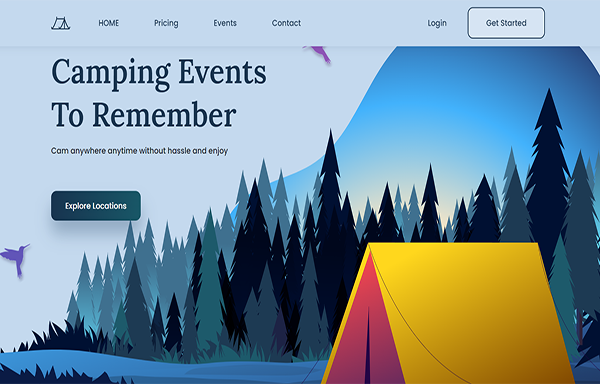 HOME Pricing Events Contact Login Get Started
Camping Events
To Remember
Cam anywhere anytime without hassle and enjoy
Explore Locations